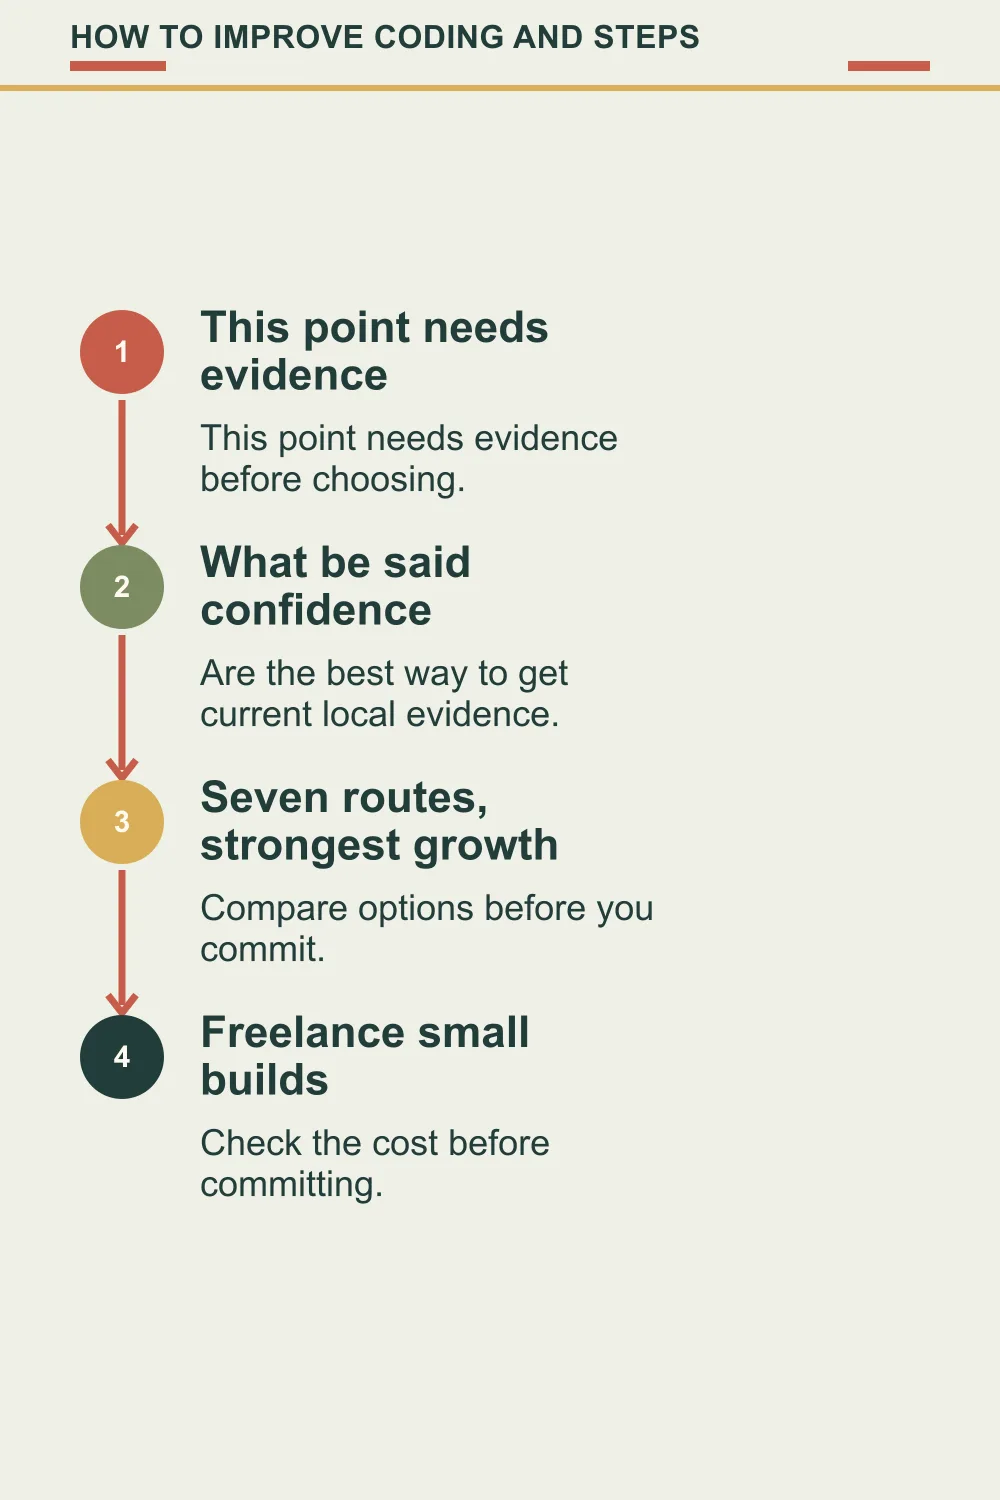 HOW TO IMPROVE CODING AND STEPS
1
This point needs
evidence
This point needs evidence
before choosing.
2
What be said
confidence
Are the best way to get
current local evidence.
3
Seven routes,
strongest growth
Compare options before you
commit.
4
Freelance small
builds
Check the cost before
committing.